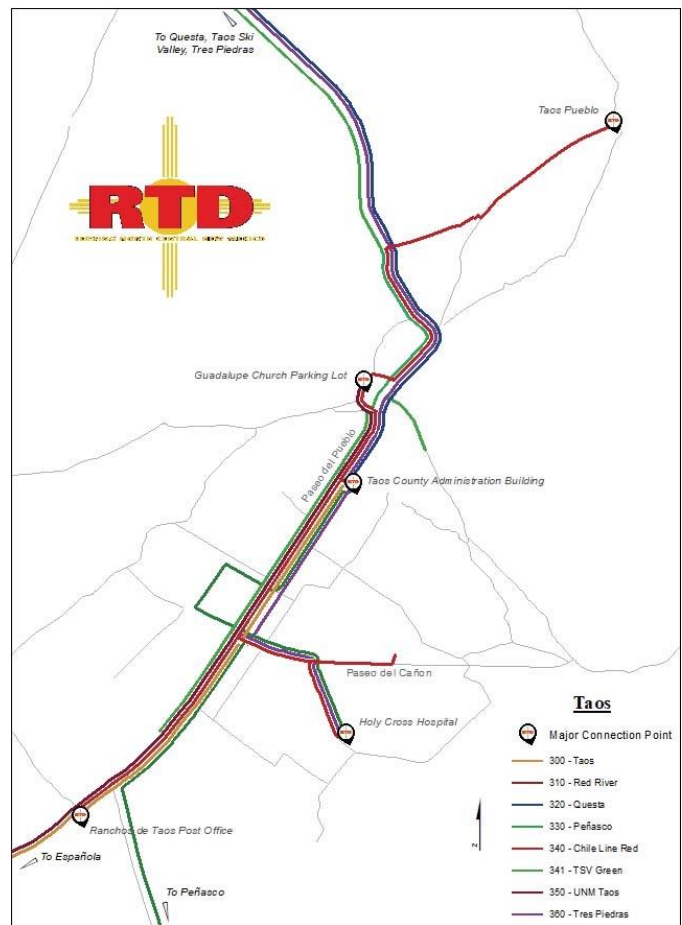 To Questa, Taos Ski
Valley, Tres Piedras
Taos Pueblo
RTD
Guadalupe Church Parking Lot
Paseo del Pueblo
Taos County Administration Building
Paseo del Cañon
Holy Cross Hospital
Ranchos de Taos Post Office
To Española
To Peñasco
Taos
RTD Major Connection Point
300 - Taos
310 - Red River
320 - Questa
330 - Peñasco
340 - Chile Line Red
341 - TSV Green
350 - UNM Taos
360 - Tres Piedras